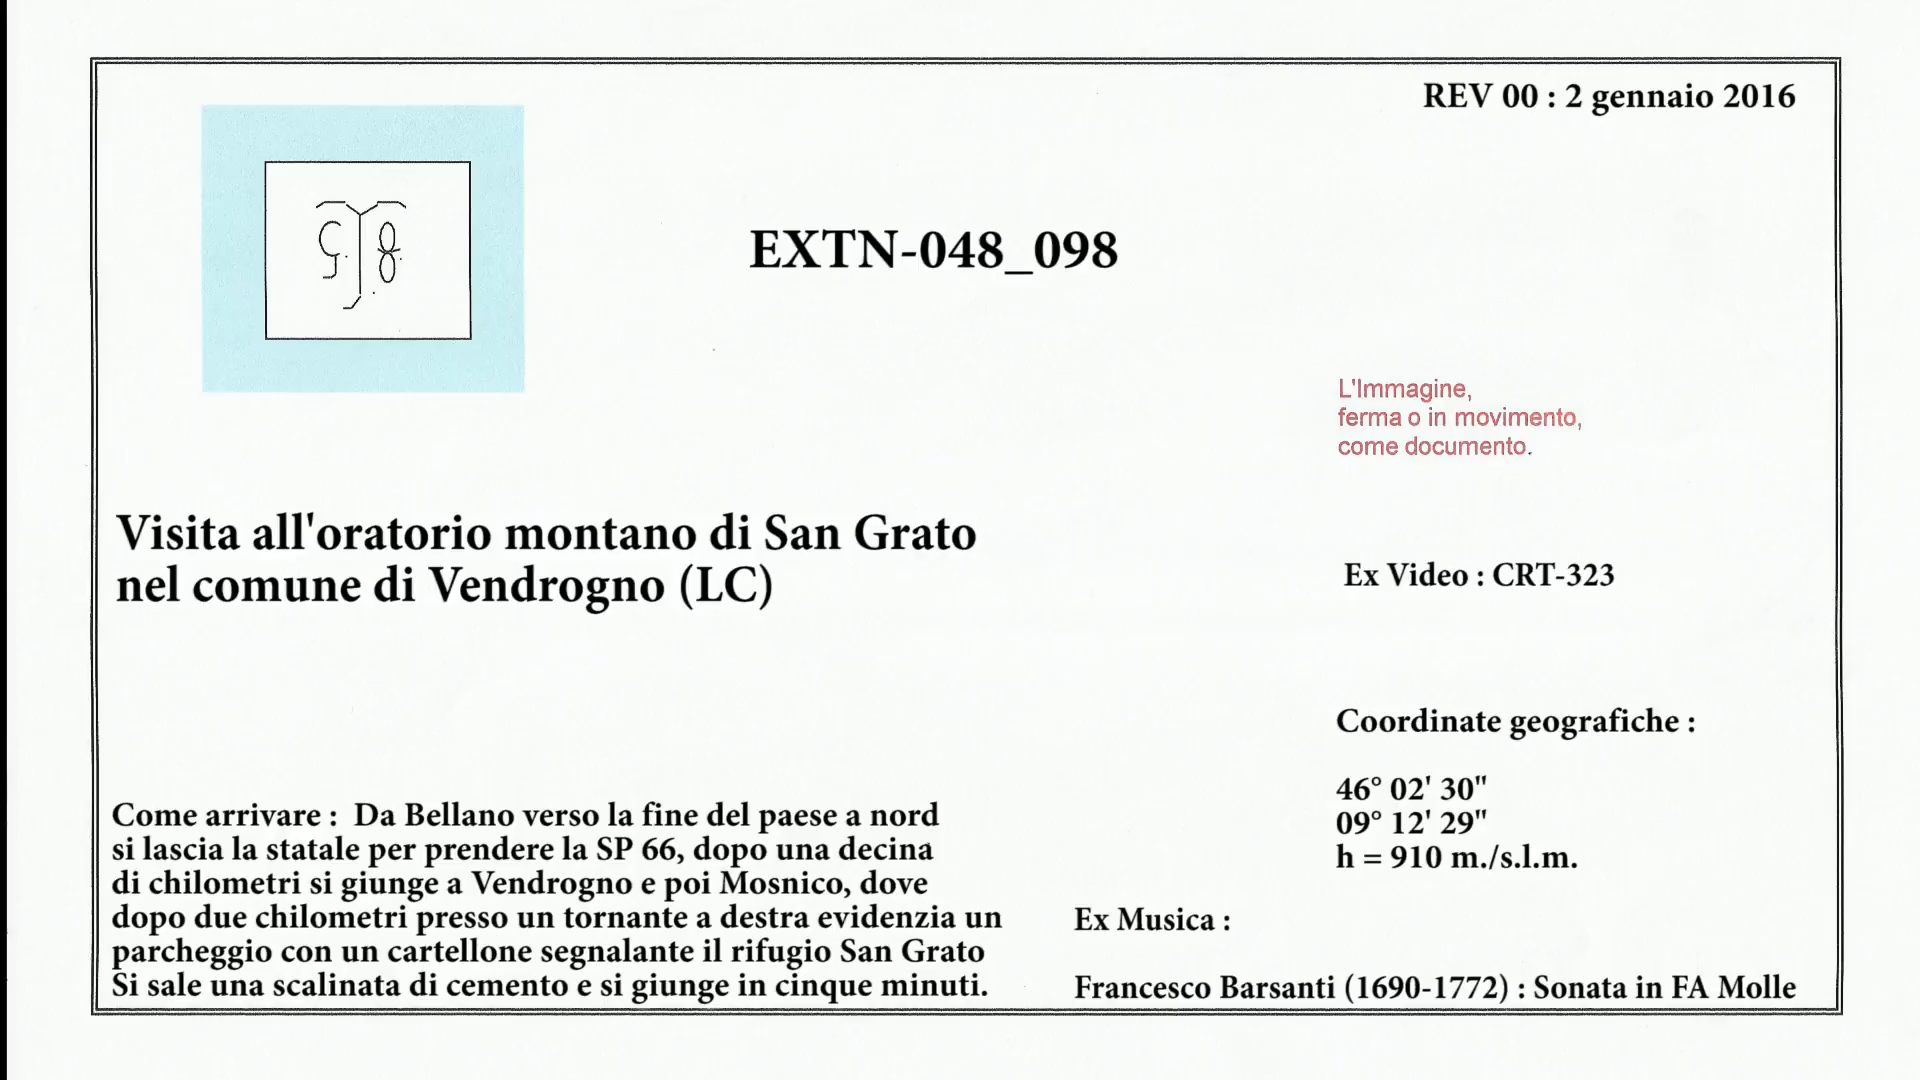 REV 00 : 2 gennaio 2016
EXTN-048_098
L'Immagine,
ferma o in movimento,
come documento.
Visita all'oratorio montano di San Grato
nel comune di Vendrogno (LC)
Ex Video : CRT-323
Coordinate geografiche :
46° 02' 30"
09° 12' 29"
h = 910 m./s.l.m.
Come arrivare : Da Bellano verso la fine del paese a nord
si lascia la statale per prendere la SP 66, dopo una decina
di chilometri si giunge a Vendrogno e poi Mosnico, dove
dopo due chilometri presso un tornante a destra evidenzia un
parcheggio con un cartellone segnalante il rifugio San Grato
Si sale una scalinata di cemento e si giunge in cinque minuti.
Ex Musica :
Francesco Barsanti (1690-1772) : Sonata in FA Molle